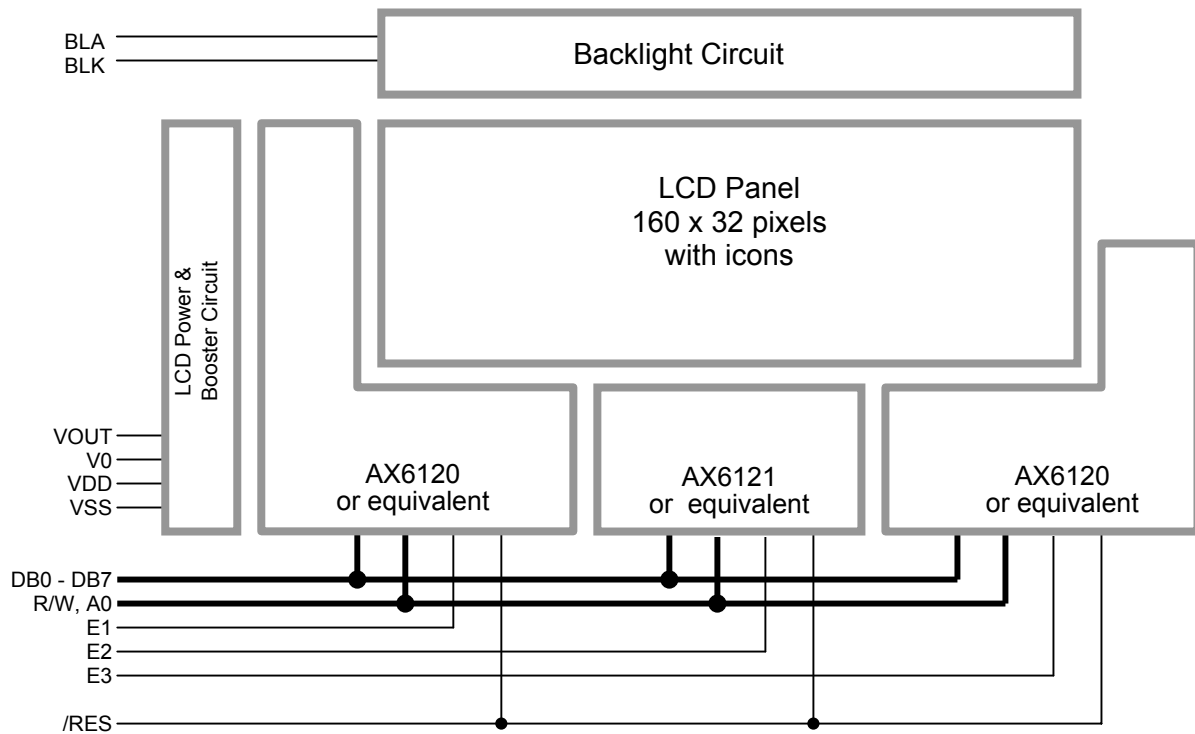 BLA
BLK
Backlight Circuit
LCD Power &
Booster Circuit
LCD Panel
160 x 32 pixels
with icons
VOUT
V0
VDD
VSS
AX6120
or equivalent
AX6121
or equivalent
AX6120
or equivalent
DB0 - DB7
R/W, A0
E1
E2
E3
/RES